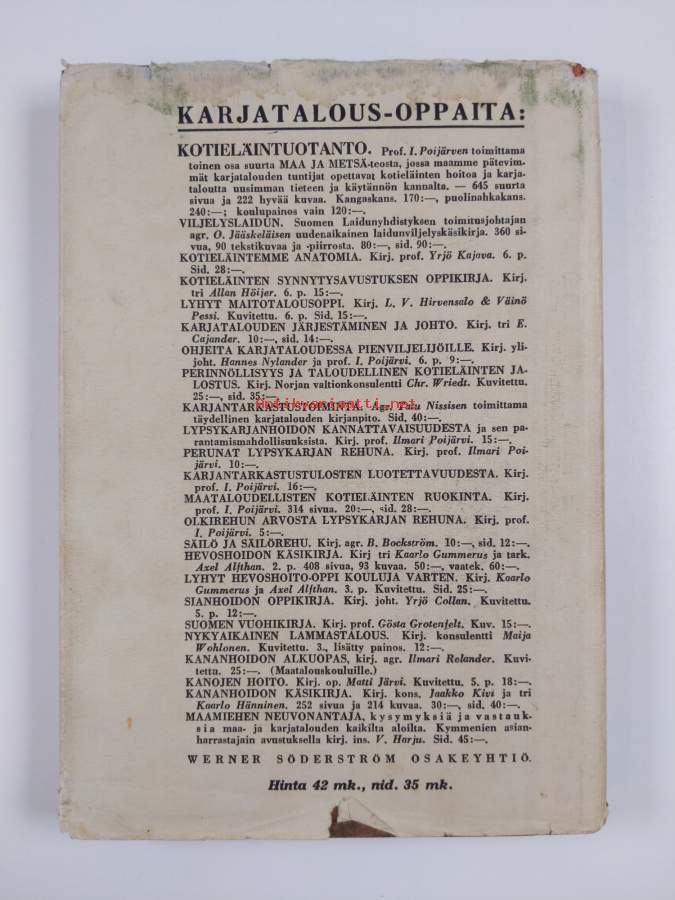 KARJATALOUS-OPPAITA:
KOTIELÄINTUOTANTO. Prof. I. Poijärven toimittama
toinen osa suurta MAA JA METSÄ-teosta, jossa maamme pätevim-
mät karjatalouden tuntijat opettavat kotieläinten hoitoa ja karja-
taloutta uusimman tieteen ja käytännön kannalta. — 645 suurta
sivua ja 222 hyvää kuvaa. Kangaskans. 170:—, puolinahkakans.
240:—; koulupainos vain 120:—.
VILJELYSLAIDUN. Suomen Laidunyhdistyksen toimitusjohtajan
agr. O. Jääskeläisen uudenaikainen laidunviljelyskäsikirja. 360 si-
vua, 90 tekstikuvaa ja -piirrosta. 80:—, sid. 90:—.
KOTIELÄINTEMME ANATOMIA. Kirj. prof. Yrjö Kajava. 6. p.
Sid. 28:—.
KOTIELÄINTEN SYNNYTYSAVUSTUKSEN OPPIKIRJA. Kirj.
tri Allan Höijer. 6. p. 15:—.
LYHYT MAITOTALOUSOPPI. Kirj. L. V. Hirvensalo & Väinö
Pessi. Kuvitettu. 6. p. Sid. 15:—.
KARJATALOUDEN JÄRJESTÄMINEN JA JOHTO. Kirj. tri E.
Cajander. 10:—, sid. 14:—.
OHJEITA KARJATALOUDESSA PIENVILJELIJÖILLE. Kirj. yli-
joht. Hannes Nylander ja prof. I. Poijärvi. 6. p. 9:—.
PERINNÖLLISYYS JA TALOUDELLINEN KOTIELÄINTEN JA-
LOSTUS. Kirj. Norjan valtionkonsulentti Chr. Wriedt. Kuvitettu.
25:—, sid. 35:—.
antikvariaatti.net
KARJANTARKASTUSTOIMINTA. Agr. Tatu Nissisen toimittama
täydellinen karjatalouden kirjanpito. Sid. 40:—.
LYPSYKARJANHOIDON KANNATTAVAISUUDESTA ja sen pa-
rantamismahdollisuuksista. Kirj. prof. Ilmari Poijärvi. 15:—.
PERUNAT LYPSYKARJAN REHUNA. Kirj. prof. Ilmari Poi-
järvi. 10:—.
KARJANTARKASTUSTULOSTEN LUOTETTAVUUDESTA. Kirj.
prof. I. Poijärvi. 16:—.
MAATALOUDELLISTEN KOTIELÄINTEN RUOKINTA. Kirj.
prof. I. Poijärvi. 314 sivua. 20:—, sid. 28:—.
OLKIREHUN ARVOSTA LYPSYKARJAN REHUNA. Kirj. prof.
I. Poijärvi. 5:—.
SÄILÖ JA SÄILÖREHU. Kirj. agr. B. Bockström. 10:—, sid. 12:—.
HEVOSHOIDON KÄSIKIRJA. Kirj tri Kaarlo Gummerus ja tark.
Axel Alfthan. 2. p. 408 sivua, 93 kuvaa. 50:—, vaatek. 60:—.
LYHYT HEVOSHOITO-OPPI KOULUJA VARTEN. Kirj. Kaarlo
Gummerus ja Axel Alfthan. 3. p. Kuvitettu. Sid. 25:—.
SIANHOIDON OPPIKIRJA. Kirj. joht. Yrjö Collan. Kuvitettu.
5. p. 12:—.
SUOMEN VUOHIKIRJA. Kirj. prof. Gösta Grotenfelt. Kuv. 15:—.
NYKYAIKAINEN LAMMASTALOUS. Kirj. konsulentti Maija
Wohlonen. Kuvitettu. 3., lisätty painos. 12:—.
KANANHOIDON ALKUOPAS, kirj. agr. Ilmari Relander. Kuvi-
tettu. 25:—. (Maatalouskouluille.)
KANOJEN HOITO. Kirj. op. Matti Järvi. Kuvitettu. 5. p. 18:—.
KANANHOIDON KÄSIKIRJA. Kirj. kons. Jaakko Kivi ja tri
Kaarlo Hänninen. 252 sivua ja 214 kuvaa. 30:—, sid. 40:—.
MAAMIEHEN NEUVONANTAJA, kysymyksiä ja vastauk-
sia maa- ja karjatalouden kaikilta aloilta. Kymmenien asian-
harrastajain avustuksella kirj. ins. V. Harju. Sid. 45:—.
WERNER SÖDERSTRÖM OSAKEYHTIÖ.
Hinta 42 mk., nid. 35 mk.